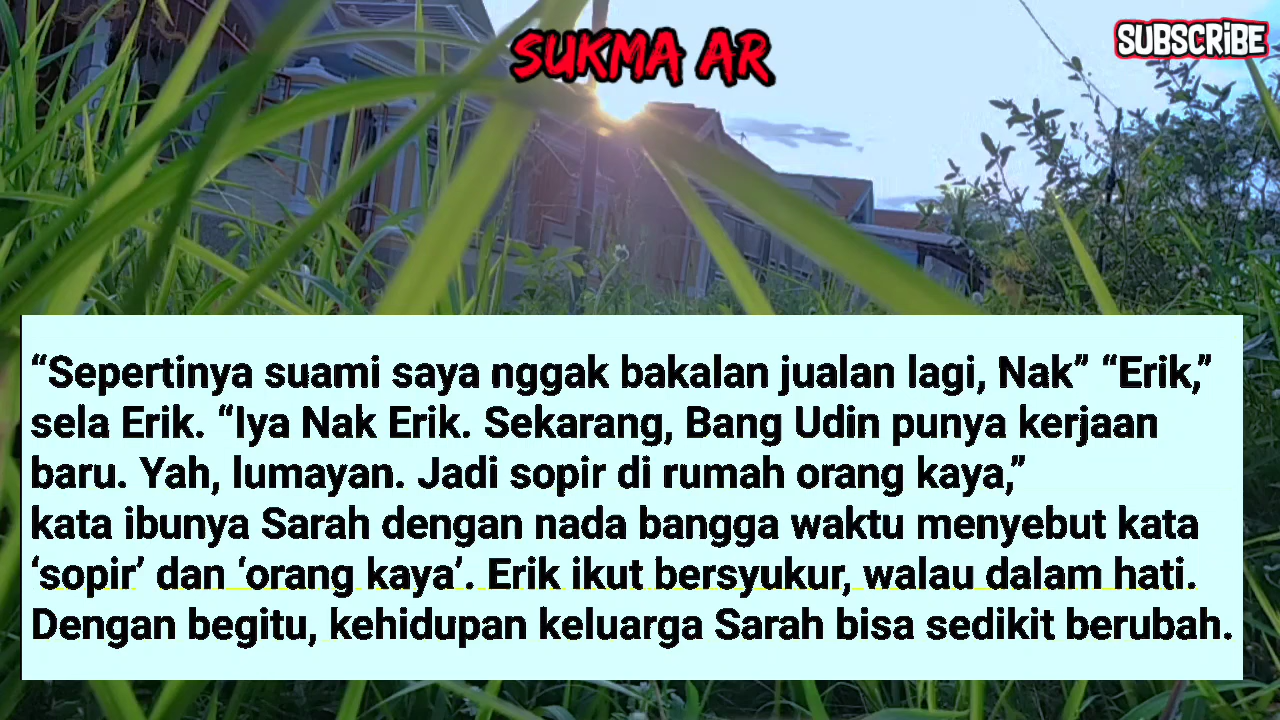 SUKMA AR
SUBSCRiBE
“Sepertinya suami saya nggak bakalan jualan lagi, Nak” “Erik,”
sela Erik. “Iya Nak Erik. Sekarang, Bang Udin punya kerjaan
baru. Yah, lumayan. Jadi sopir di rumah orang kaya,”
kata ibunya Sarah dengan nada bangga waktu menyebut kata
‘sopir’ dan ‘orang kaya’. Erik ikut bersyukur, walau dalam hati.
Dengan begitu, kehidupan keluarga Sarah bisa sedikit berubah.